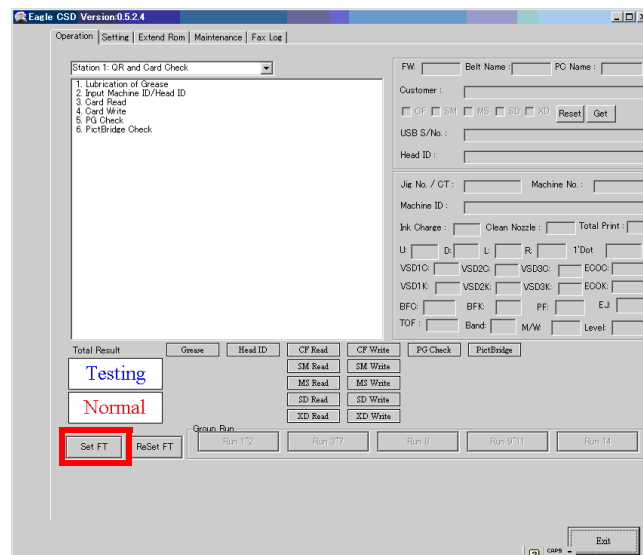 Eagle CSD Version:0.5.2.4
Operation Setting Extend Rom Maintenance Fax Log
Station 1: QR and Card Check
1. Lubrication of Grease
2. Input Machine ID/Head ID
3. Card Read
4. Card Write
5. PG Check
6. PictBridge Check
FW: Belt Name : PC Name :
Customer :
CF SM MS SD XD Reset Get
USB S/No. :
Head ID :
Jig No. / CT : Machine No. :
Machine ID :
Ink Charge : Clean Nozzle : Total Print :
U: D: L: R: 1'Dot
VSD1C: VSD2C: VSD3C: ECOC:
VSD1K: VSD2K: VSD3K: ECOK:
BFC: BFK: PF: EJ:
TOF : Band: M/W: Level:
Total Result Grease Head ID CF Read CF Write PG Check PictBridge
Testing SM Read SM Write
MS Read MS Write
Normal SD Read SD Write
XD Read XD Write
Group Run
Set FT ReSet FT Run 1~2 Run 3~7 Run 8 Run 9~11 Run 14
Exit
CAPS